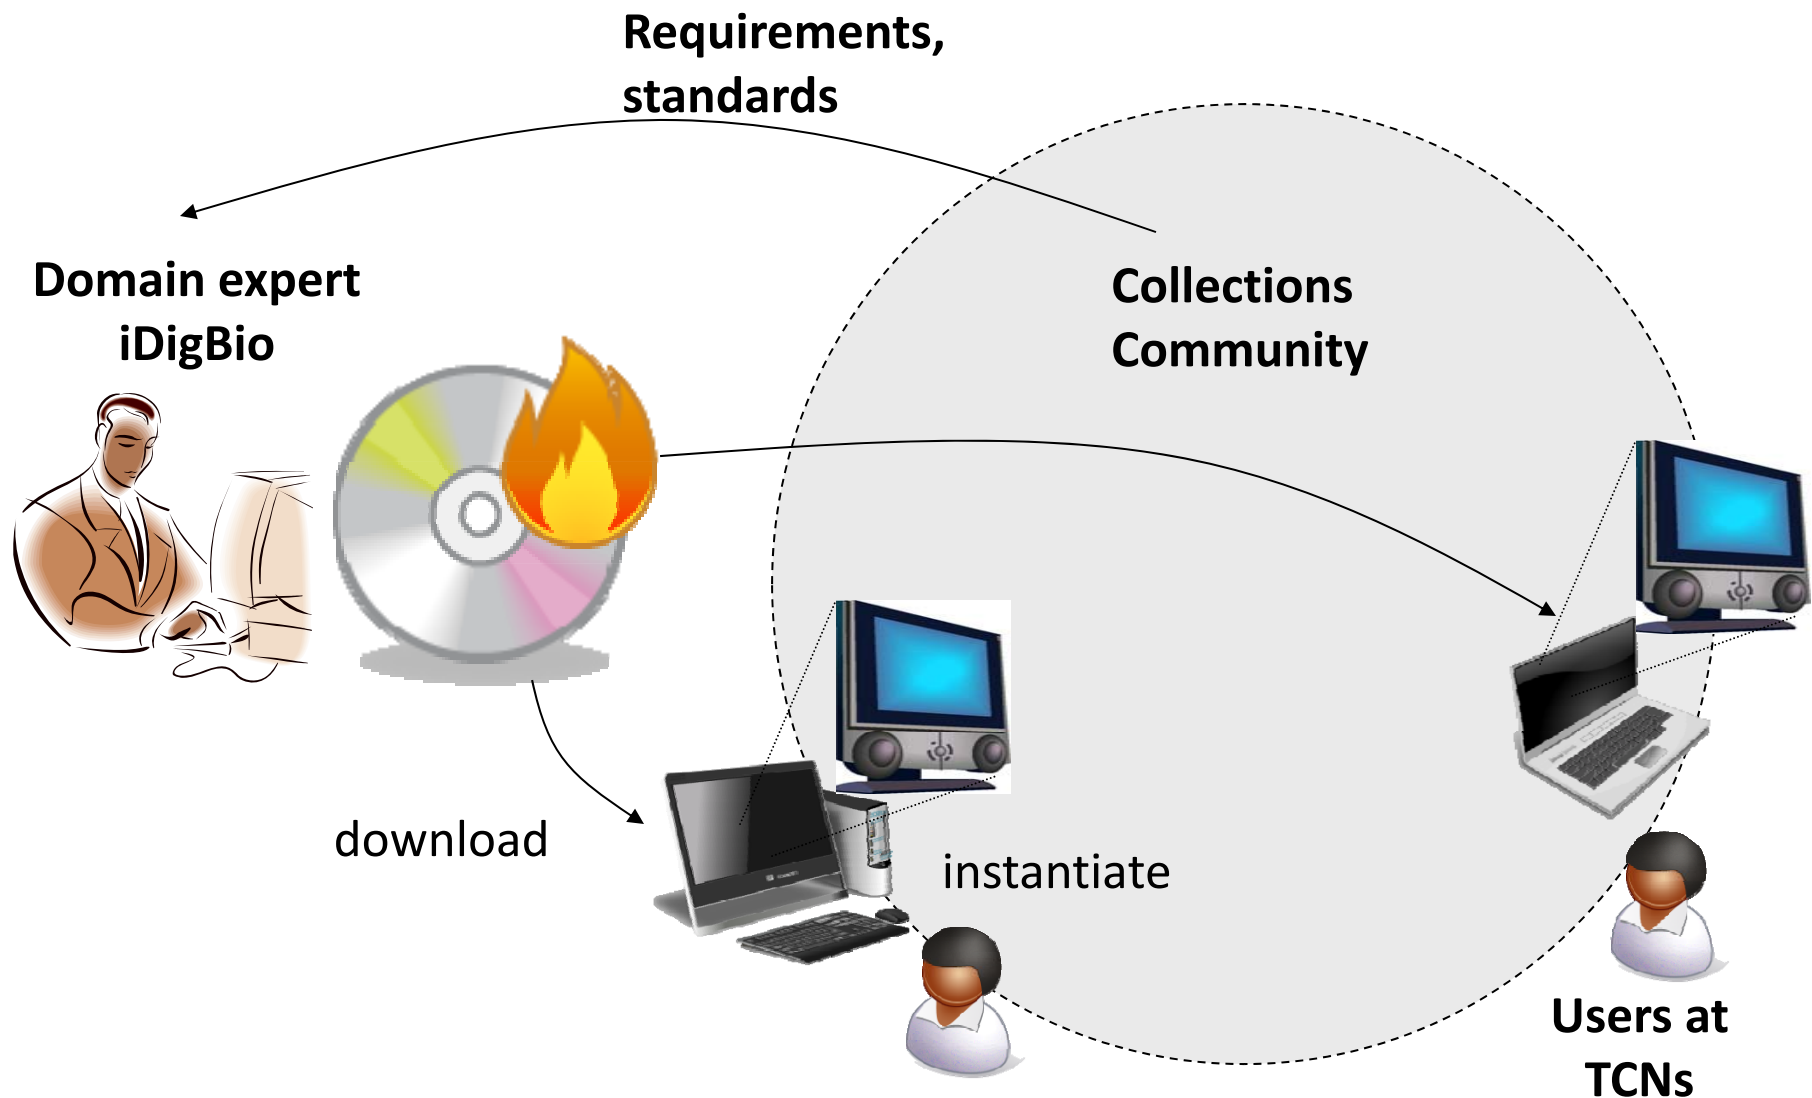 Requirements,
standards
Domain expert
iDigBio
Collections
Community
download
instantiate
Users at
TCNs